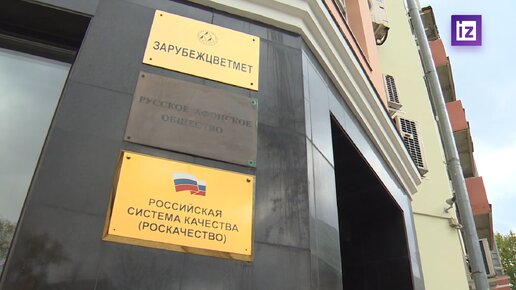 iz
ЗАРУБЕЖЦВЕТМЕТ
РУССКОЕ АФОНСКОЕ
ОБЩЕСТВО
РОССИЙСКАЯ
СИСТЕМА КАЧЕСТВА
(РОСКАЧЕСТВО)